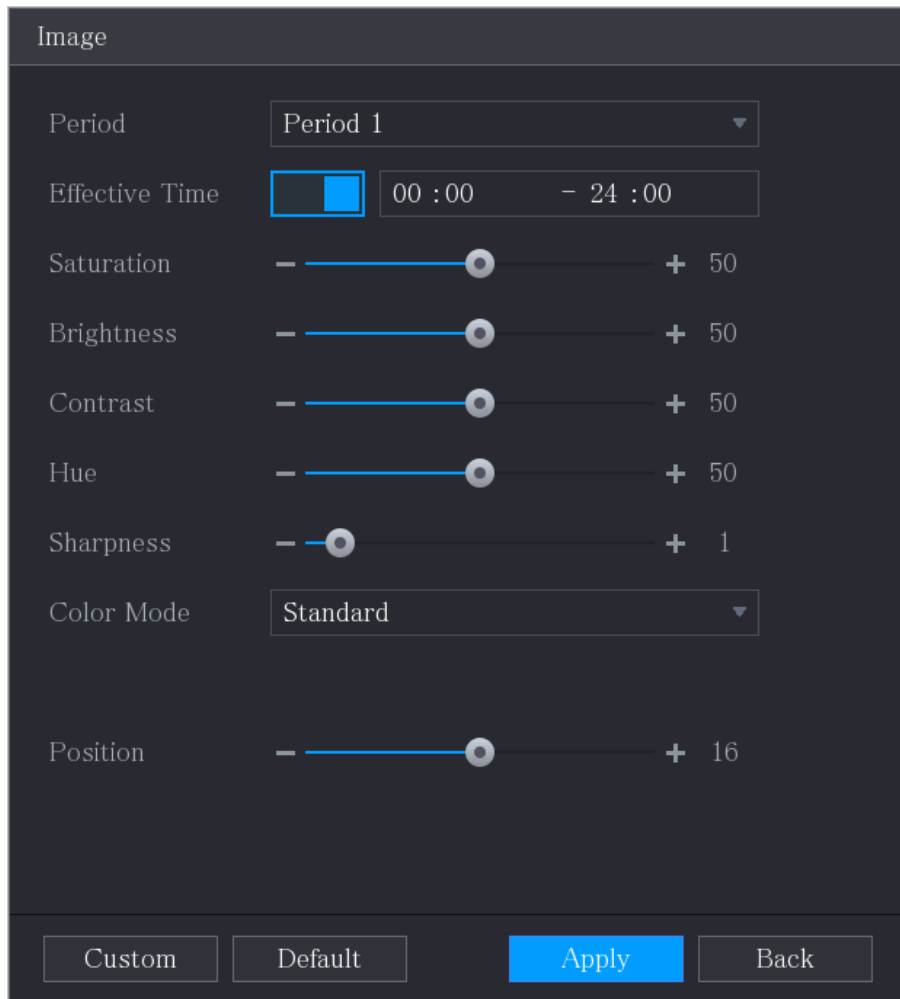 Image
Period Period 1
Effective Time 00 :00 - 24 :00
Saturation 50
Brightness 50
Contrast 50
Hue 50
Sharpness 1
Color Mode Standard
Position 16
Custom Default Apply Back